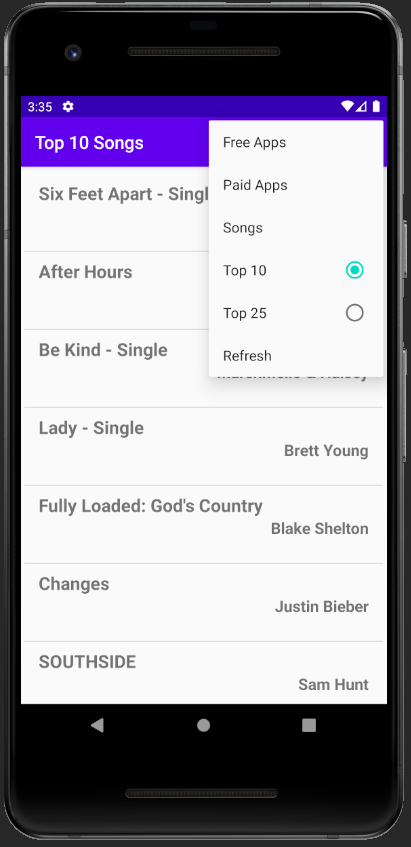 3:35
Top 10 Songs
Free Apps
Paid Apps
Songs
Top 10
Top 25
Refresh
Six Feet Apart - Singl
After Hours
Be Kind - Single
Lady - Single
Brett Young
Fully Loaded: God's Country
Blake Shelton
Changes
Justin Bieber
SOUTHSIDE
Sam Hunt